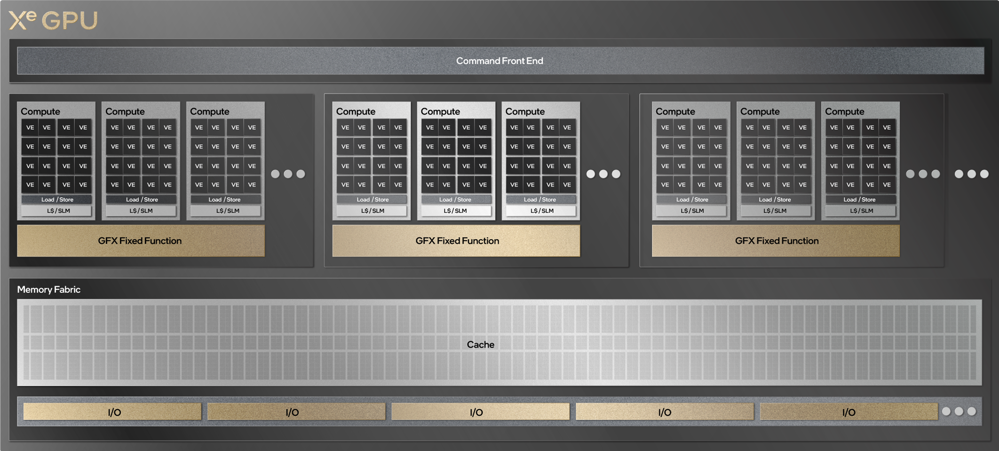 Xe GPU
Command Front End
Compute Compute Compute Compute Compute Compute Compute Compute Compute
VE VE VE VE VE VE VE VE VE VE VE VE VE VE VE VE VE VE VE VE VE VE VE VE VE VE VE VE VE VE VE VE VE VE VE VE
VE VE VE VE VE VE VE VE VE VE VE VE VE VE VE VE VE VE VE VE VE VE VE VE VE VE VE VE VE VE VE VE VE VE VE VE
VE VE VE VE VE VE VE VE VE VE VE VE VE VE VE VE VE VE VE VE VE VE VE VE VE VE VE VE VE VE VE VE VE VE VE VE
VE VE VE VE VE VE VE VE VE VE VE VE VE VE VE VE VE VE VE VE VE VE VE VE VE VE VE VE VE VE VE VE VE VE VE VE
Load / Store Load / Store Load / Store Load / Store Load / Store Load / Store Load / Store Load / Store Load / Store
L$ / SLM L$ / SLM L$ / SLM L$ / SLM L$ / SLM L$ / SLM L$ / SLM L$ / SLM L$ / SLM
GFX Fixed Function GFX Fixed Function GFX Fixed Function
Memory Fabric
Cache
I/O I/O I/O I/O I/O